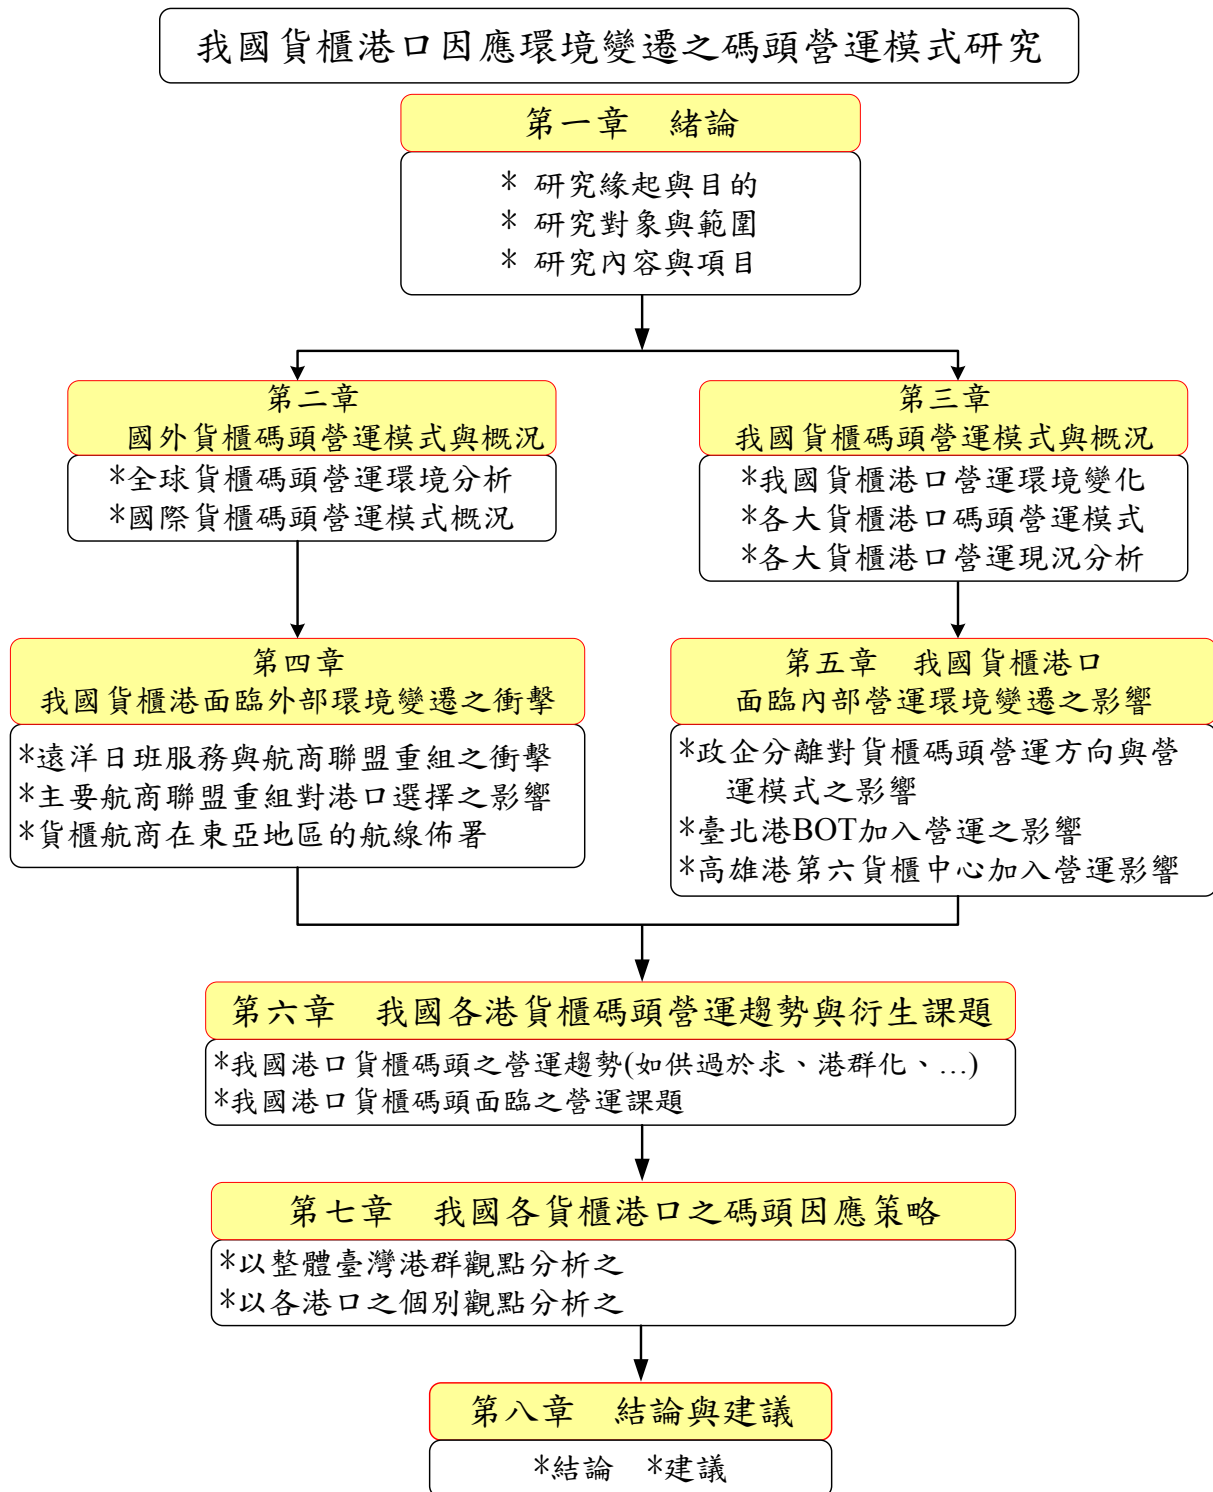 我國貨櫃港口因應環境變遷之碼頭營運模式研究
第一章　緒論
* 研究緣起與目的
* 研究對象與範圍
* 研究內容與項目
第二章
國外貨櫃碼頭營運模式與概況
*全球貨櫃碼頭營運環境分析
*國際貨櫃碼頭營運模式概況
第三章
我國貨櫃碼頭營運模式與概況
*我國貨櫃港口營運環境變化
*各大貨櫃港口碼頭營運模式
*各大貨櫃港口營運現況分析
第四章
我國貨櫃港面臨外部環境變遷之衝擊
*遠洋日班服務與航商聯盟重組之衝擊
*主要航商聯盟重組對港口選擇之影響
*貨櫃航商在東亞地區的航線佈署
第五章　我國貨櫃港口
面臨內部營運環境變遷之影響
*政企分離對貨櫃碼頭營運方向與營
運模式之影響
*臺北港BOT加入營運之影響
*高雄港第六貨櫃中心加入營運影響
第六章　我國各港貨櫃碼頭營運趨勢與衍生課題
*我國港口貨櫃碼頭之營運趨勢(如供過於求、港群化、…)
*我國港口貨櫃碼頭面臨之營運課題
第七章　我國各貨櫃港口之碼頭因應策略
*以整體臺灣港群觀點分析之
*以各港口之個別觀點分析之
第八章　結論與建議
*結論　*建議